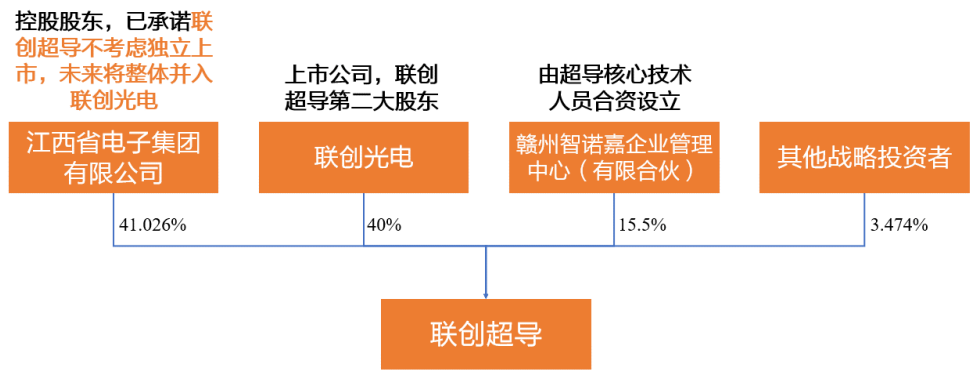 控股股东，已承诺联
创超导不考虑独立上
市，未来将整体并入
联创光电
上市公司，联创
超导第二大股东
由超导核心技术
人员合资设立
江西省电子集团
有限公司
联创光电
赣州智诺嘉企业管理
中心（有限合伙）
其他战略投资者
41.026%
40%
15.5%
3.474%
联创超导